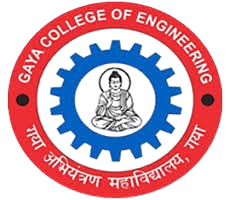 GAYA COLLEGE OF ENGINEERING
गया अभियंत्रण महाविद्यालय, गया